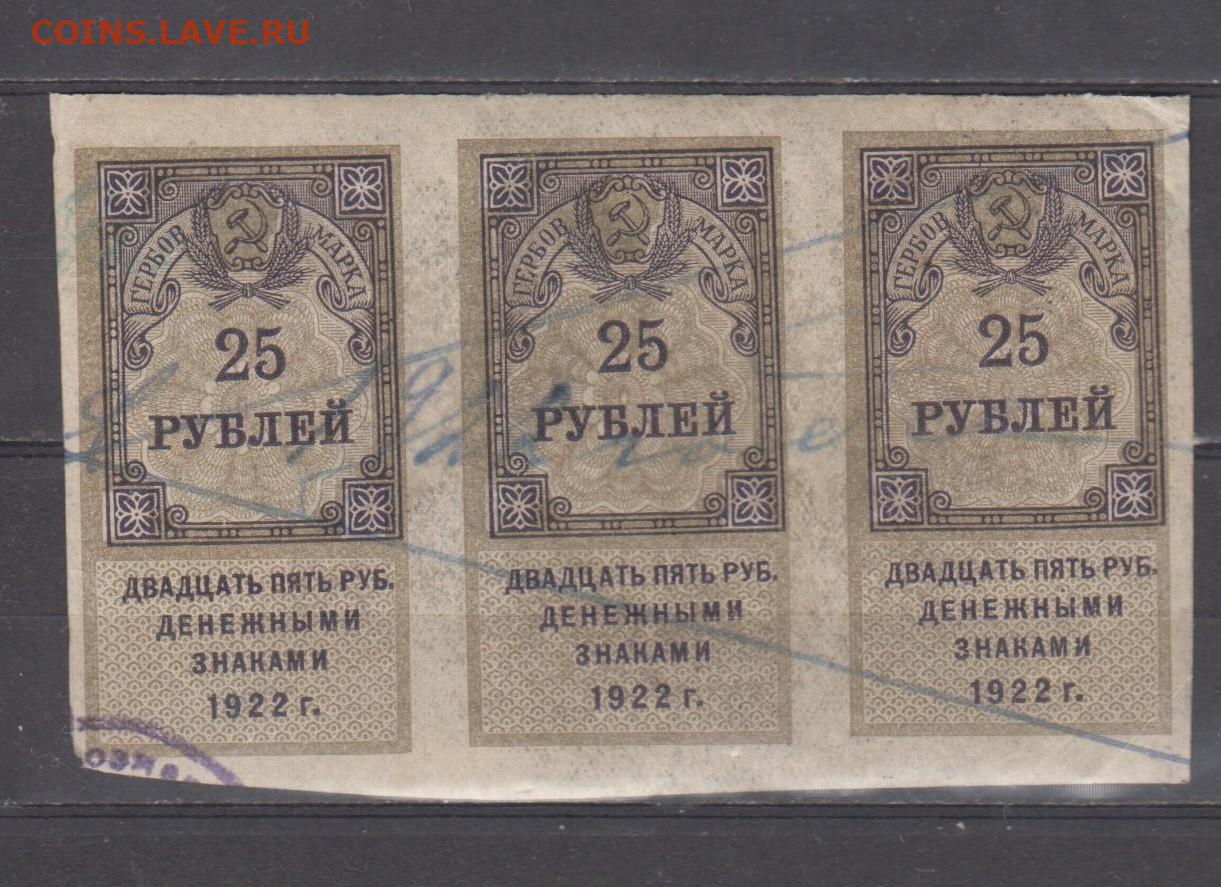 COINS.LAVE.RU
ГЕРБОВ МАРКА
25
РУБЛЕЙ
ДВАДЦАТЬ ПЯТЬ РУБ.
ДЕНЕЖНЫМИ
ЗНАКАМИ
1922 г.
ГЕРБОВ МАРКА
25
РУБЛЕЙ
ДВАДЦАТЬ ПЯТЬ РУБ.
ДЕНЕЖНЫМИ
ЗНАКАМИ
1922 г.
ГЕРБОВ МАРКА
25
РУБЛЕЙ
ДВАДЦАТЬ ПЯТЬ РУБ.
ДЕНЕЖНЫМИ
ЗНАКАМИ
1922 г.